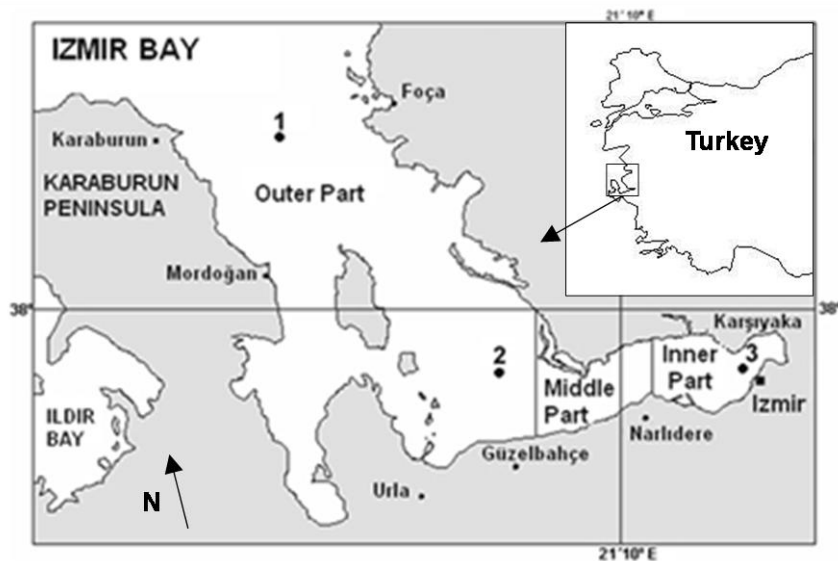 21°10' E
IZMIR BAY
Foça
1
Karaburun
Turkey
KARABURUN
PENINSULA
Outer Part
Mordoğan
38°
38°
Karşıyaka
2
Inner
Part
3
Middle
Part
Izmir
ILDIR
BAY
Narlıdere
Güzelbahçe
Urla
N
21°10' E